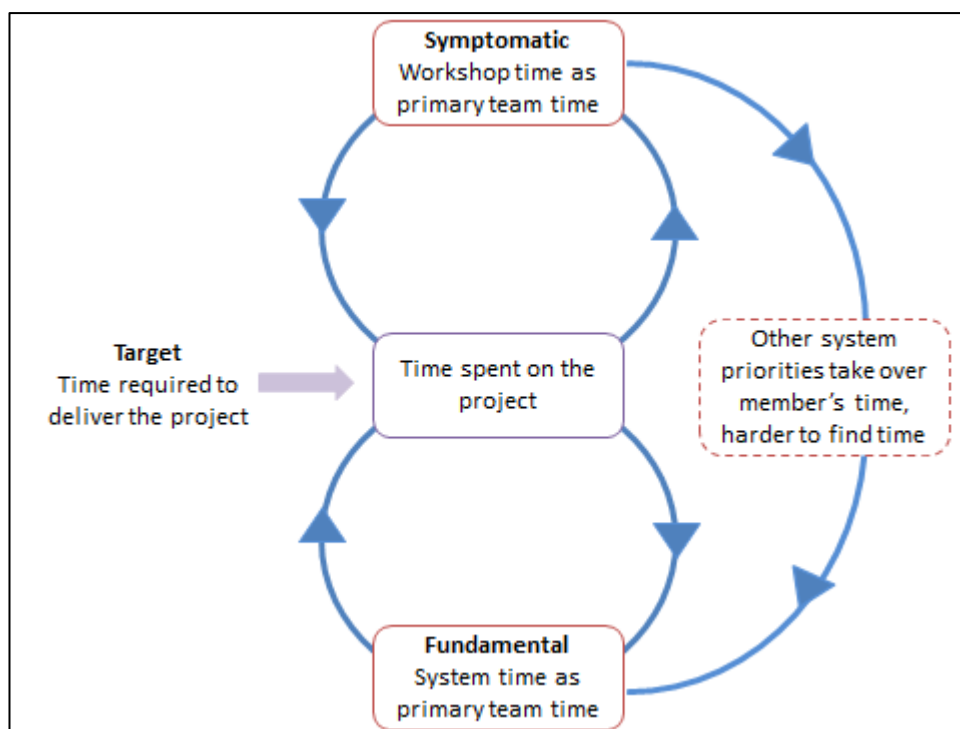 Symptomatic
Workshop time as
primary team time
Target
Time required to
deliver the project
Time spent on the
project
Other system
priorities take over
member’s time,
harder to find time
Fundamental
System time as
primary team time